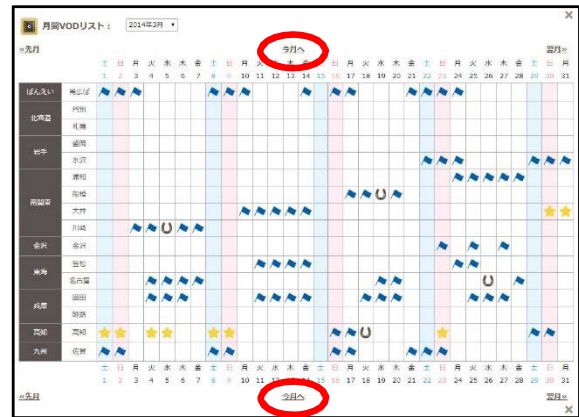 月間VODリスト： 2014年3月
×
«先月 今月へ 翌月»
土 日 月 火 水 木 金 土 日 月 火 水 木 金 土 日 月 火 水 木 金 土 日 月 火 水 木 金 土 日 月
1 2 3 4 5 6 7 8 9 10 11 12 13 14 15 16 17 18 19 20 21 22 23 24 25 26 27 28 29 30 31
ばんえい 帯広ば
北海道 門別
札幌
岩手 盛岡
水沢
南関東 浦和
船橋
大井
川崎
金沢 金沢
東海 笠松
名古屋
兵庫 園田
姫路
高知 高知
九州 佐賀
土 日 月 火 水 木 金 土 日 月 火 水 木 金 土 日 月 火 水 木 金 土 日 月 火 水 木 金 土 日 月
1 2 3 4 5 6 7 8 9 10 11 12 13 14 15 16 17 18 19 20 21 22 23 24 25 26 27 28 29 30 31
«先月 今月へ 翌月»
×